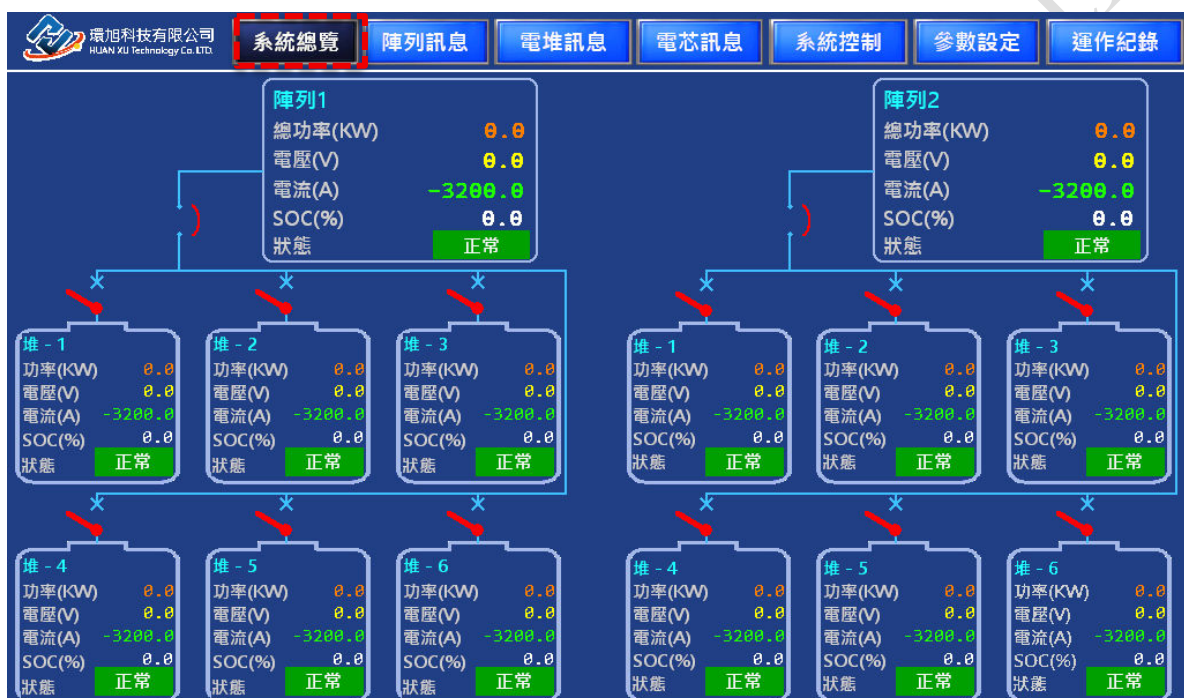 環旭科技有限公司
HUAN XU Technology Co. LTD.
系統總覽 陣列訊息 電堆訊息 電芯訊息 系統控制 參數設定 運作紀錄
陣列1
總功率(KW) 0.0
電壓(V) 0.0
電流(A) -3200.0
SOC(%) 0.0
狀態 正常
陣列2
總功率(KW) 0.0
電壓(V) 0.0
電流(A) -3200.0
SOC(%) 0.0
狀態 正常
堆 - 1
功率(KW) 0.0
電壓(V) 0.0
電流(A) -3200.0
SOC(%) 0.0
狀態 正常
堆 - 2
功率(KW) 0.0
電壓(V) 0.0
電流(A) -3200.0
SOC(%) 0.0
狀態 正常
堆 - 3
功率(KW) 0.0
電壓(V) 0.0
電流(A) -3200.0
SOC(%) 0.0
狀態 正常
堆 - 1
功率(KW) 0.0
電壓(V) 0.0
電流(A) -3200.0
SOC(%) 0.0
狀態 正常
堆 - 2
功率(KW) 0.0
電壓(V) 0.0
電流(A) -3200.0
SOC(%) 0.0
狀態 正常
堆 - 3
功率(KW) 0.0
電壓(V) 0.0
電流(A) -3200.0
SOC(%) 0.0
狀態 正常
堆 - 4
功率(KW) 0.0
電壓(V) 0.0
電流(A) -3200.0
SOC(%) 0.0
狀態 正常
堆 - 5
功率(KW) 0.0
電壓(V) 0.0
電流(A) -3200.0
SOC(%) 0.0
狀態 正常
堆 - 6
功率(KW) 0.0
電壓(V) 0.0
電流(A) -3200.0
SOC(%) 0.0
狀態 正常
堆 - 4
功率(KW) 0.0
電壓(V) 0.0
電流(A) -3200.0
SOC(%) 0.0
狀態 正常
堆 - 5
功率(KW) 0.0
電壓(V) 0.0
電流(A) -3200.0
SOC(%) 0.0
狀態 正常
堆 - 6
功率(KW) 0.0
電壓(V) 0.0
電流(A) -3200.0
SOC(%) 0.0
狀態 正常